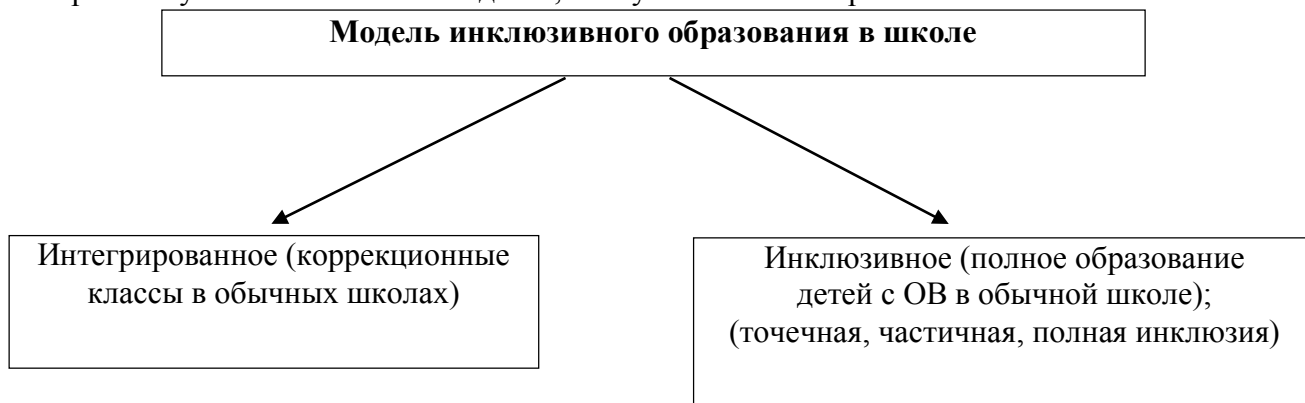 Модель инклюзивного образования в школе
Интегрированное (коррекционные
классы в обычных школах)
Инклюзивное (полное образование
детей с ОВ в обычной школе);
(точечная, частичная, полная инклюзия)